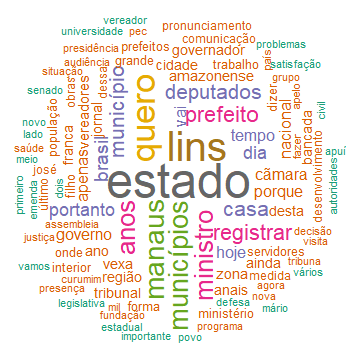 vereador
universidade pec pronunciamento
comunicação
presidência prefeitos governador problemas
audiência grande cidade trabalho país satisfação
situação amazonense dizer grupo
senado obras dessa deputados nacional apelo
novo população vereadores jornal município quero vai prefeito bancada civil
lado apenas brasil lins tempo fazer
saúde franca dia desenvolvimento
meio josé filho câmara apuí
primeiro último estado porque autoridades
emenda dois portanto anos manaus municípios ministro casa desta decisão
assembleia registrar visita
justiça governo hoje servidores
onde ano vexa zona ainda tribuna
vamos interior região anais medida vários
curumim tribunal agora
presença defesa nova
legislativa mil forma ministério mário
fundação programa
estadual
importante povo